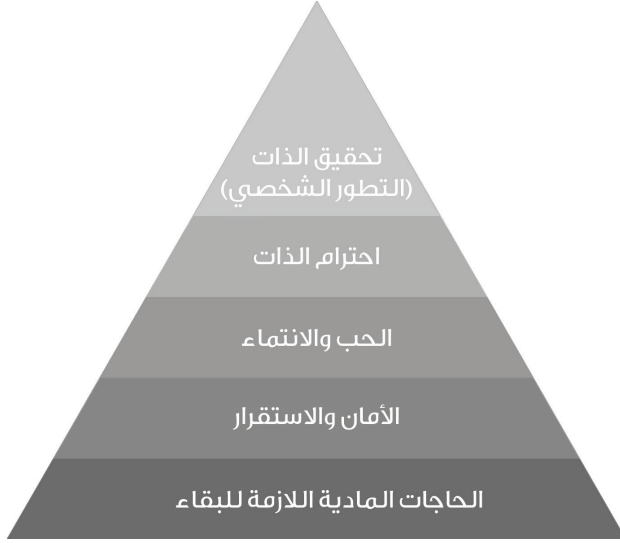 تحقيق الذات
(التطور الشخصي)
احترام الذات
الحب والانتماء
الأمان والاستقرار
الحاجات المادية اللازمة للبقاء